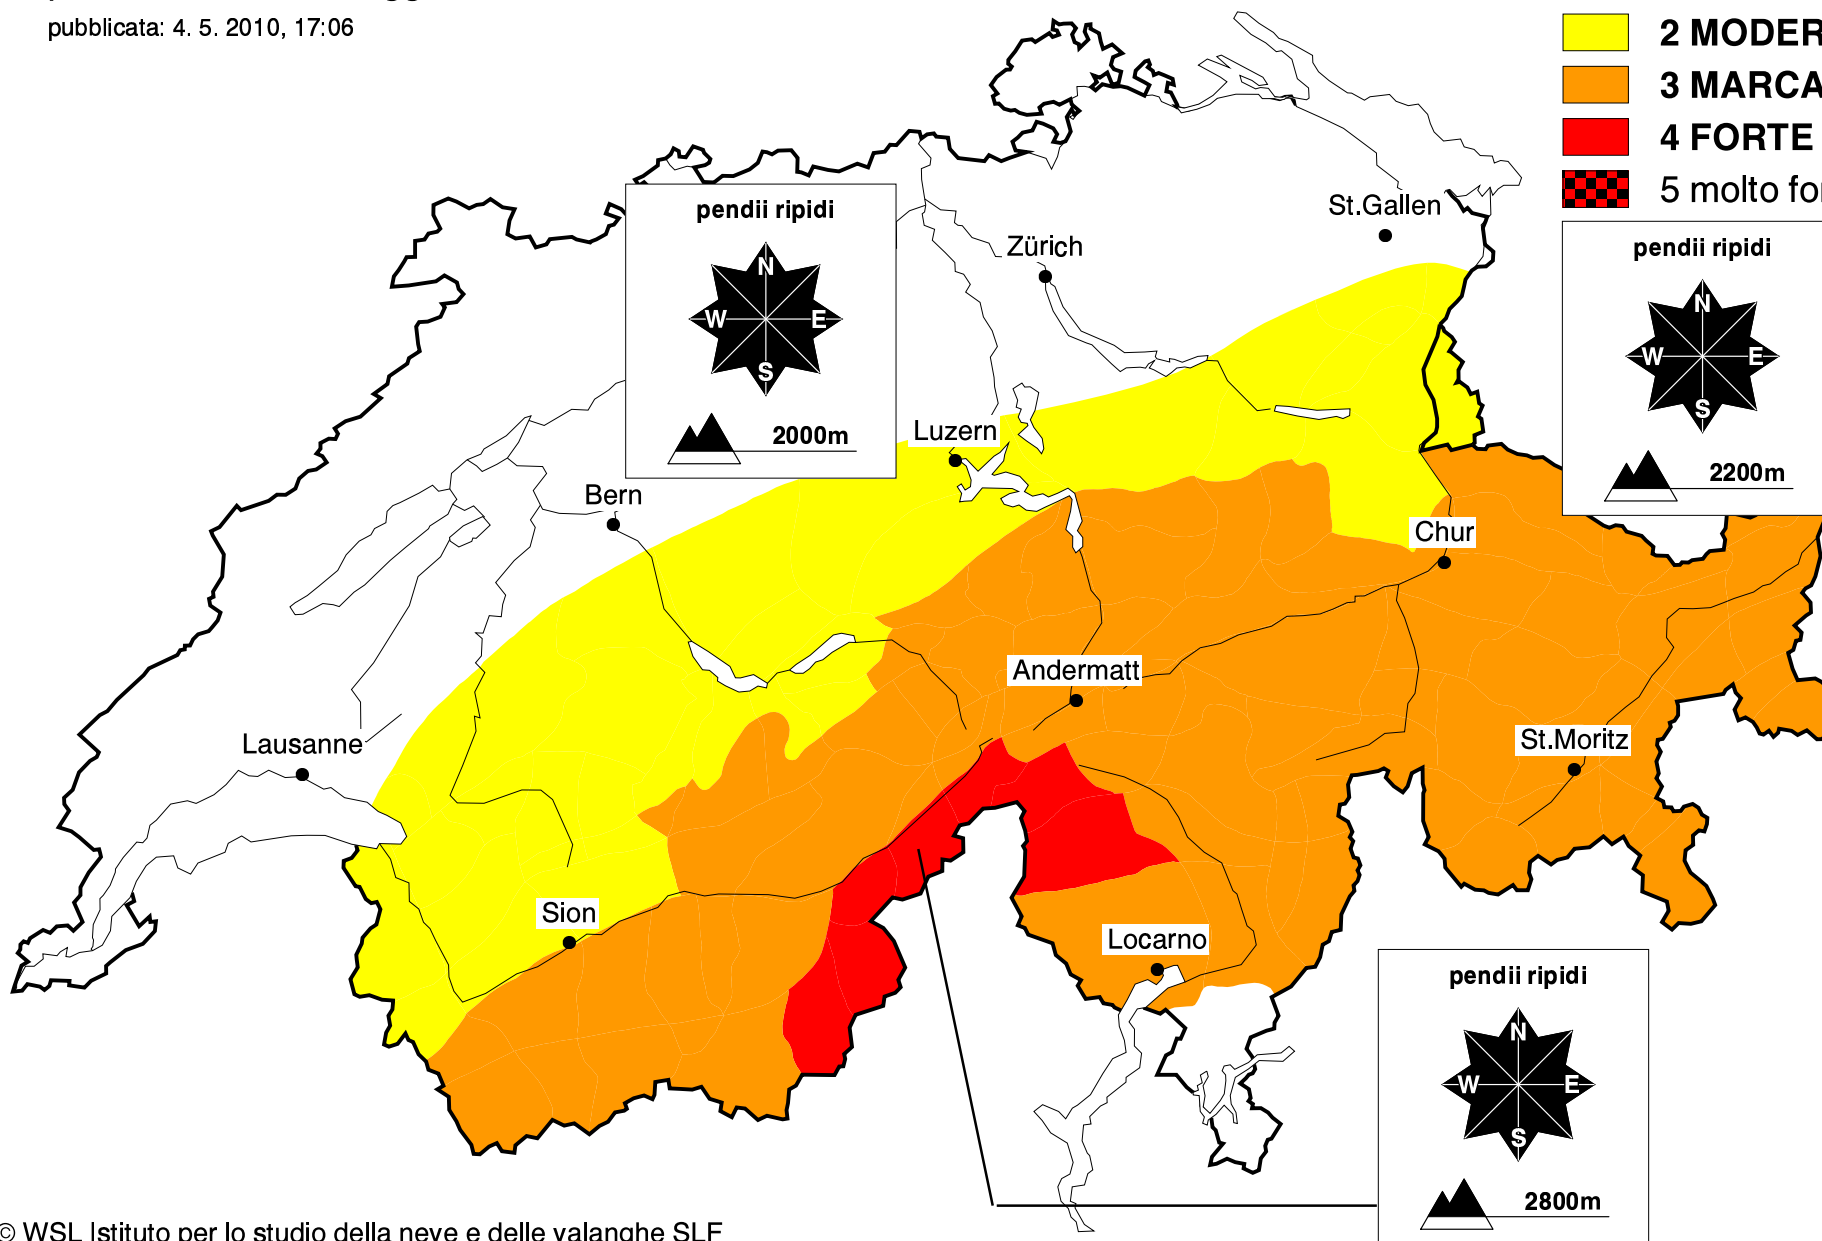 pubblicata: 4. 5. 2010, 17:06
2 MODER
3 MARCA
4 FORTE
5 molto for
pendii ripidi
N
W E
S
2000m
pendii ripidi
N
W E
S
2200m
St.Gallen
Zürich
Luzern
Bern
Chur
Andermatt
Lausanne
St.Moritz
Sion
Locarno
pendii ripidi
N
W E
S
2800m
© WSL Istituto per lo studio della neve e delle valanghe SLF